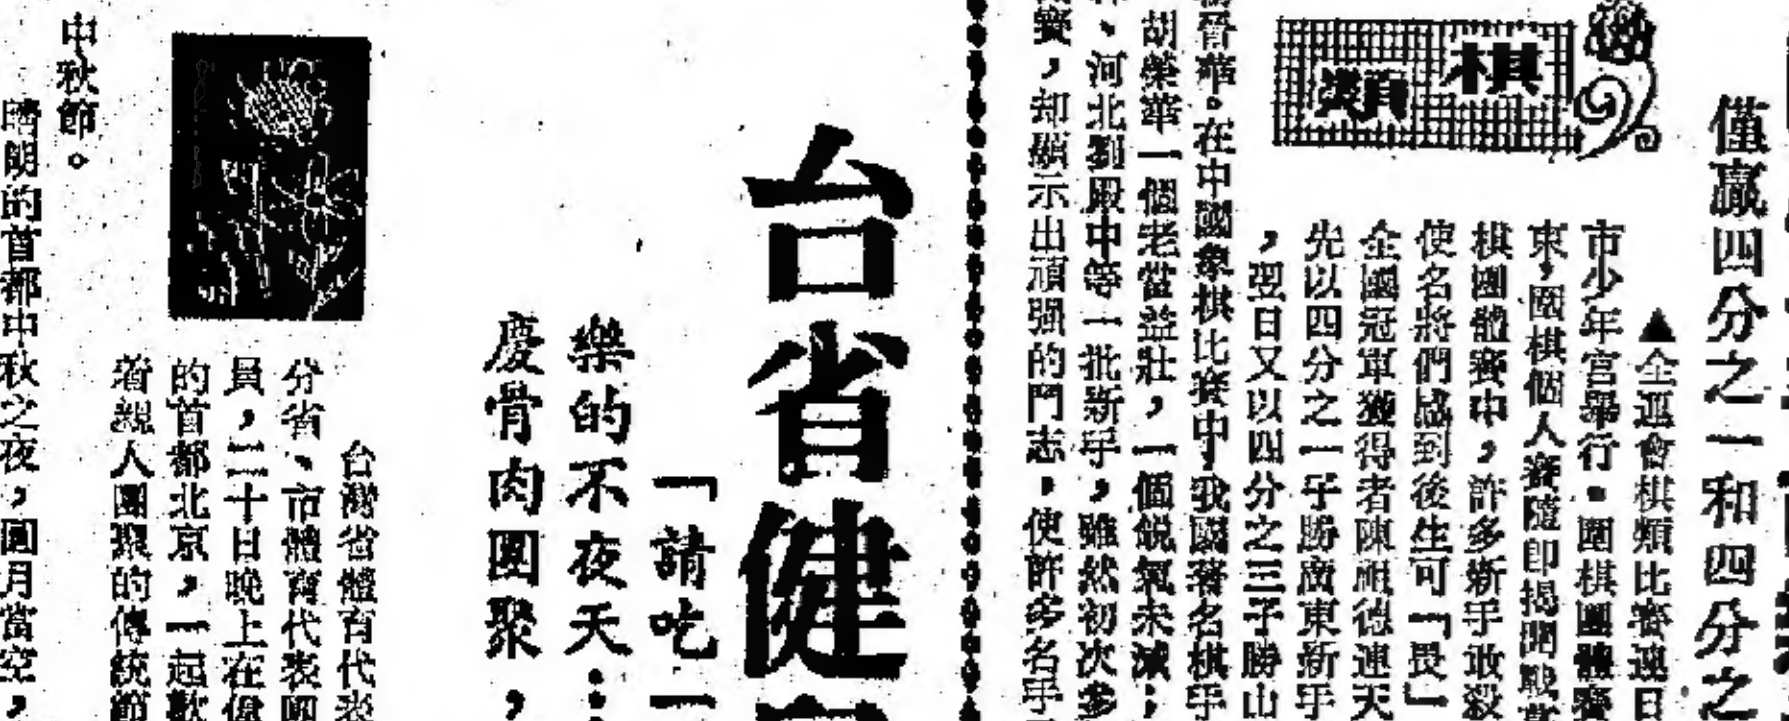 僅贏四分之一和四分之
棋類
▲全運會棋類比賽連日
市少年宮舉行。圍棋團體賽
東，圍棋個人賽隨即揭開戰
棋團體賽中，許多新手敢殺
使名將們感到後生可「畏」
全國冠軍獲得者陳祖德連天
先以四分之一子勝廣東新手
，翌日又以四分之三子勝山
晉華。在中國象棋比賽中，我國著名棋手
胡榮華一個老當益壯，一個銳氣未減；
、河北劉殿中等一批新手，雖然初次參
賽，却顯示出頑强的鬥志，使許多名手
台省健
「請吃一
樂的不夜天…
慶骨肉團聚，
台灣省體育代表
分省、市體育代表團
員，二十日晚上在偉
的首都北京，一起歡
着親人團聚的傳統節
中秋節。
晴朗的首都中秋之夜，圓月當空，